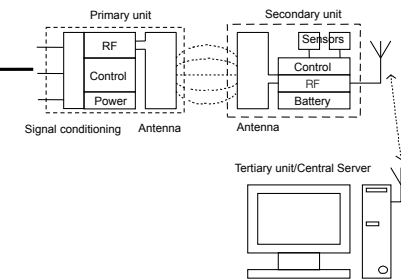 Primary unit
Secondary unit
RF
Control
Power
Sensors
Control
RF
Battery
Signal conditioning
Antenna
Antenna
Tertiary unit/Central Server